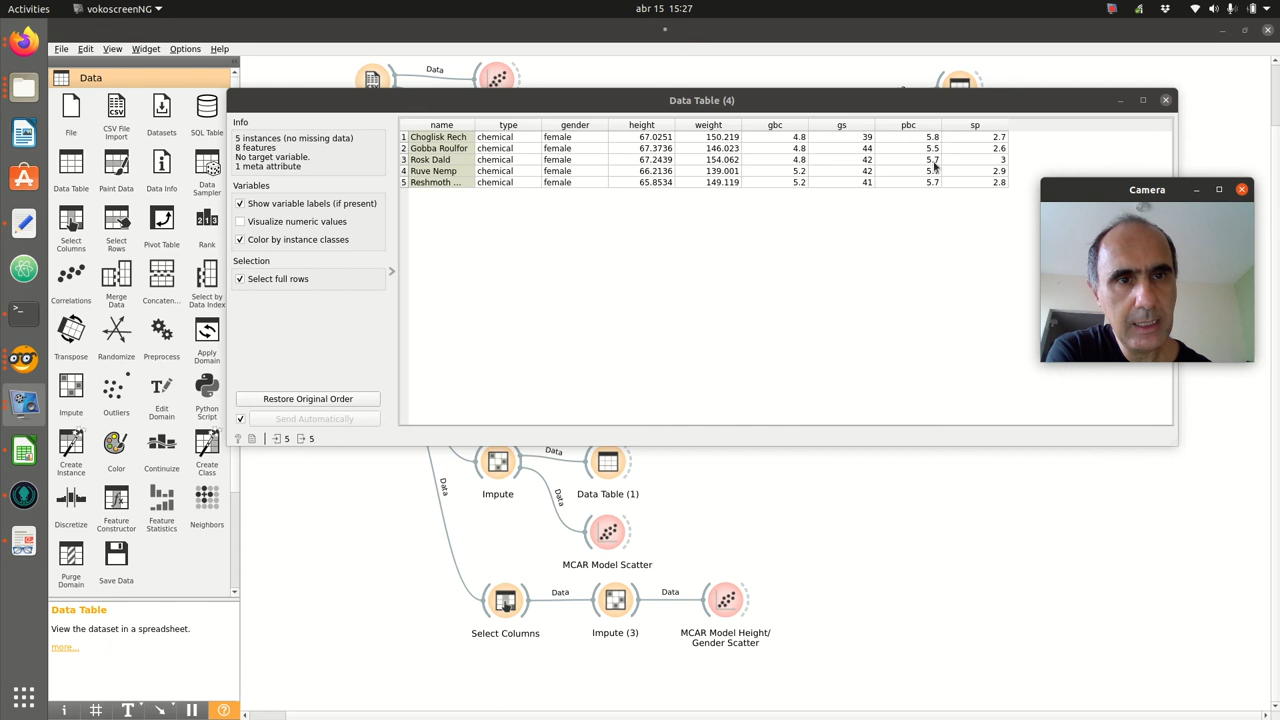 Activities
vokoscreenNG
abr 15 15:27
File Edit View Widget Options Help
Data
File
CSV File
Import
Datasets
SQL Table
Data Table
Paint Data
Data Info
Data
Sampler
Select
Columns
Select
Rows
Pivot Table
Rank
Correlations
Merge
Data
Concaten...
Select by
Data Index
Transpose
Randomize
Preprocess
Apply
Domain
Impute
Outliers
Edit
Domain
Python
Script
Create
Instance
Color
Continuize
Create
Class
Discretize
Feature
Constructor
Feature
Statistics
Neighbors
Purge
Domain
Save Data
Data Table
View the dataset in a spreadsheet.
more...
Data
Data Table (4)
Info
5 instances (no missing data)
8 features
No target variable.
1 meta attribute
Variables
Show variable labels (if present)
Visualize numeric values
Color by instance classes
Selection
Select full rows
Restore Original Order
Send Automatically
5 5
name type gender height weight gbc gs pbc sp
1 Choglisk Rech chemical female 67.0251 150.219 4.8 39 5.8 2.7
2 Gobba Roulfor chemical female 67.3736 146.023 4.8 44 5.5 2.6
3 Rosk Dald chemical female 67.2439 154.062 4.8 42 5.7 3
4 Ruve Nemp chemical female 66.2136 139.001 5.2 42 2.9
5 Reshmoth ... chemical female 65.8534 149.119 5.2 41 5.7 2.8
Camera
Data
Data
Data
Impute
Data Table (1)
MCAR Model Scatter
Data
Data
Select Columns
Impute (3)
MCAR Model Height/
Gender Scatter